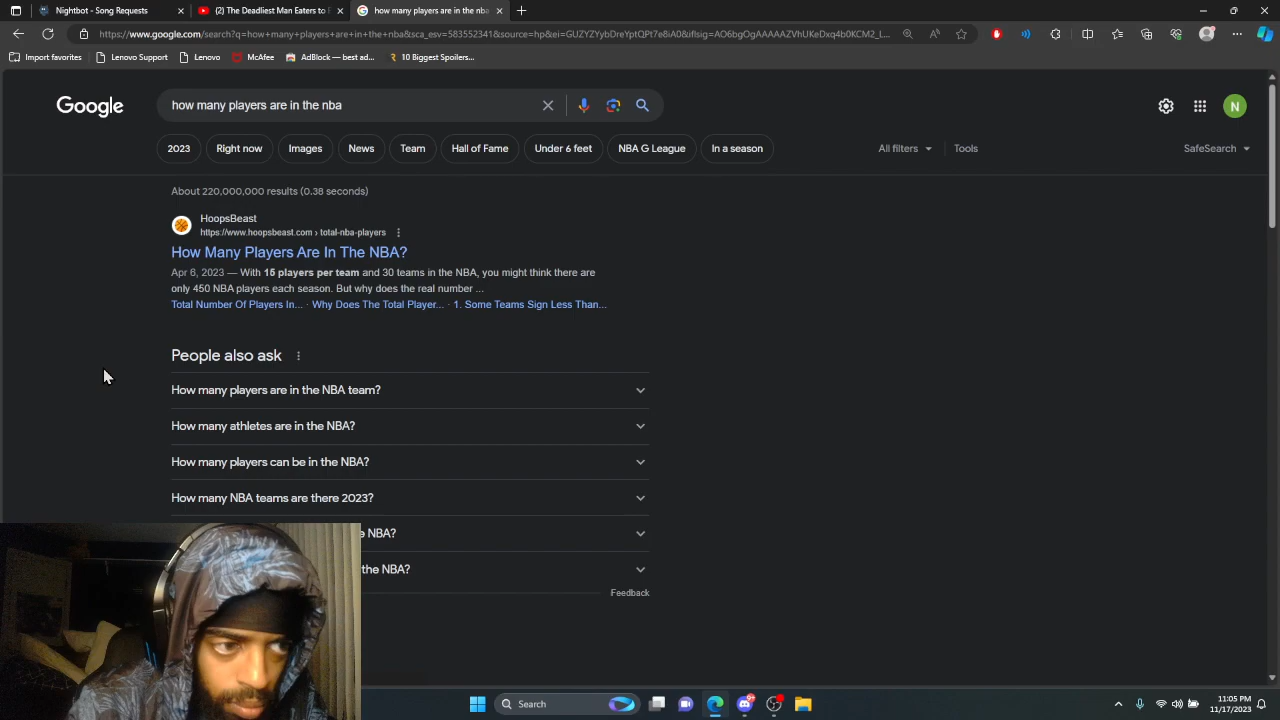 Nightbot - Song Requests
(2) The Deadliest Man Eaters to E
how many players are in the nba
https://www.google.com/search?q=how+many+players+are+in+the+nba&sca_esv=583552341&source=hp&ei=GUZYZYybDreYptQPt7e8iA0&iflsig=AO6bgOgAAAAAZVhUKeDxq4b0KCM2_L...
Import favorites
Lenovo Support
Lenovo
McAfee
AdBlock — best ad...
10 Biggest Spoilers...
Google
how many players are in the nba
N
2023
Right now
Images
News
Team
Hall of Fame
Under 6 feet
NBA G League
In a season
All filters
Tools
SafeSearch
About 220,000,000 results (0.38 seconds)
HoopsBeast
https://www.hoopsbeast.com › total-nba-players
How Many Players Are In The NBA?
Apr 6, 2023 — With 15 players per team and 30 teams in the NBA, you might think there are
only 450 NBA players each season. But why does the real number ...
Total Number Of Players In... · Why Does The Total Player... · 1. Some Teams Sign Less Than...
People also ask
How many players are in the NBA team?
How many athletes are in the NBA?
How many players can be in the NBA?
How many NBA teams are there 2023?
e NBA?
the NBA?
Feedback
Search
11:05 PM
11/17/2023